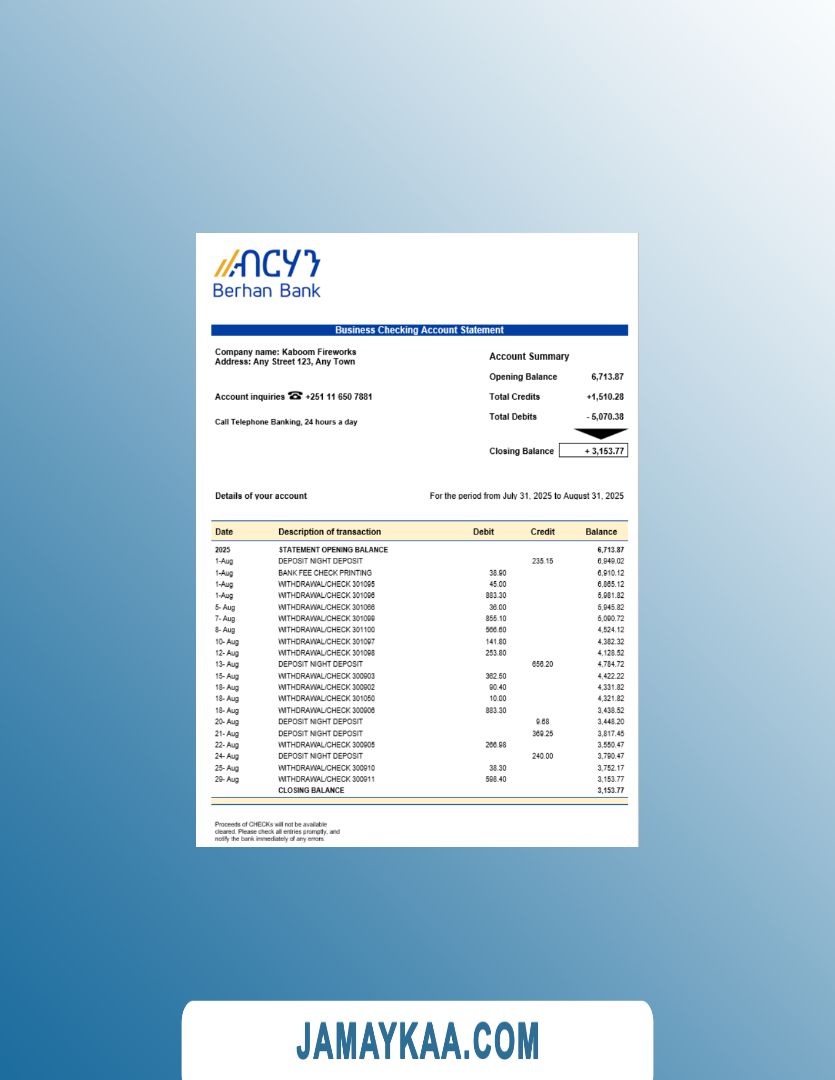 ብርሃን
Berhan Bank
Business Checking Account Statement
Company name: Kaboom Fireworks
Address: Any Street 123, Any Town
Account inquiries ☎ +251 11 650 7881
Call Telephone Banking, 24 hours a day
Account Summary
Opening Balance 6,713.87
Total Credits +1,510.28
Total Debits - 5,070.38
Closing Balance + 3,153.77
Details of your account For the period from July 31, 2025 to August 31, 2025
Date Description of transaction Debit Credit Balance
2025 STATEMENT OPENING BALANCE 6,713.87
1-Aug DEPOSIT NIGHT DEPOSIT 235.15 6,949.02
1-Aug BANK FEE CHECK PRINTING 38.90 6,910.12
1-Aug WITHDRAWAL/CHECK 301095 45.00 6,865.12
1-Aug WITHDRAWAL/CHECK 301096 883.30 5,981.82
5- Aug WITHDRAWAL/CHECK 301066 36.00 5,945.82
7- Aug WITHDRAWAL/CHECK 301099 855.10 5,090.72
8- Aug WITHDRAWAL/CHECK 301100 566.60 4,524.12
10- Aug WITHDRAWAL/CHECK 301097 141.80 4,382.32
12- Aug WITHDRAWAL/CHECK 301098 253.80 4,128.52
13- Aug DEPOSIT NIGHT DEPOSIT 656.20 4,784.72
15- Aug WITHDRAWAL/CHECK 300903 362.50 4,422.22
18- Aug WITHDRAWAL/CHECK 300902 90.40 4,331.82
18- Aug WITHDRAWAL/CHECK 301050 10.00 4,321.82
18- Aug WITHDRAWAL/CHECK 300906 883.30 3,438.52
20- Aug DEPOSIT NIGHT DEPOSIT 9.68 3,448.20
21- Aug DEPOSIT NIGHT DEPOSIT 369.25 3,817.45
22- Aug WITHDRAWAL/CHECK 300905 266.98 3,550.47
24- Aug DEPOSIT NIGHT DEPOSIT 240.00 3,790.47
25- Aug WITHDRAWAL/CHECK 300910 38.30 3,752.17
29- Aug WITHDRAWAL/CHECK 300911 598.40 3,153.77
CLOSING BALANCE 3,153.77
Proceeds of CHECKs will not be available
cleared. Please check all entries promptly, and
notify the bank immediately of any errors.
JAMAYKAA.COM